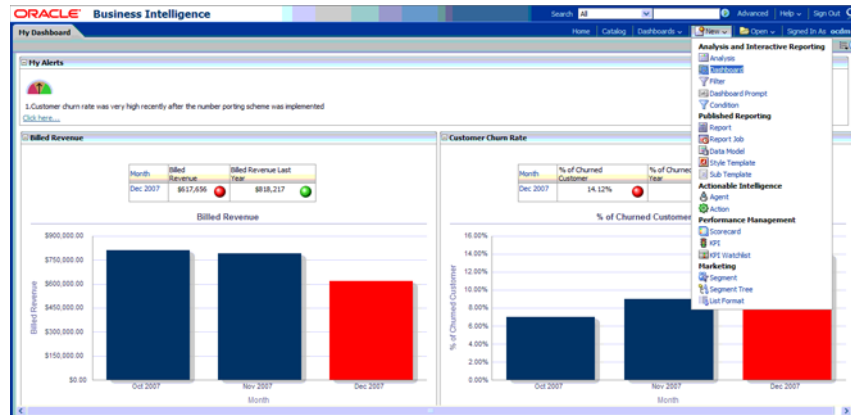 ORACLE Business Intelligence
Search All Advanced Help Sign Out
My Dashboard
Home Catalog Dashboards New Open Signed In As
My Alerts
1.Customer churn rate was very high recently after the number porting scheme was implemented
Click here...
Analysis and Interactive Reporting
Analysis
Dashboard
Filter
Dashboard Prompt
Condition
Published Reporting
Report
Report Job
Data Model
Style Template
Sub Template
Actionable Intelligence
Agent
Action
Performance Management
Scorecard
KPI
KPI Watchlist
Marketing
Segment
Segment Tree
List Format
Billed Revenue
Month Billed Revenue Billed Revenue Last Year
Dec 2007 $617,656 $818,217
Billed Revenue
$900,000.00
$750,000.00
$600,000.00
$450,000.00
$300,000.00
$150,000.00
$0.00
Billed Revenue
Oct 2007 Nov 2007 Dec 2007
Month
Customer Churn Rate
Month % of Churned Customer % of Churned Year
Dec 2007 14.12%
% of Churned Customer
16.00%
14.00%
12.00%
10.00%
8.00%
6.00%
4.00%
2.00%
0.00%
% of Churned Customer
Oct 2007 Nov 2007 Dec 2007
Month